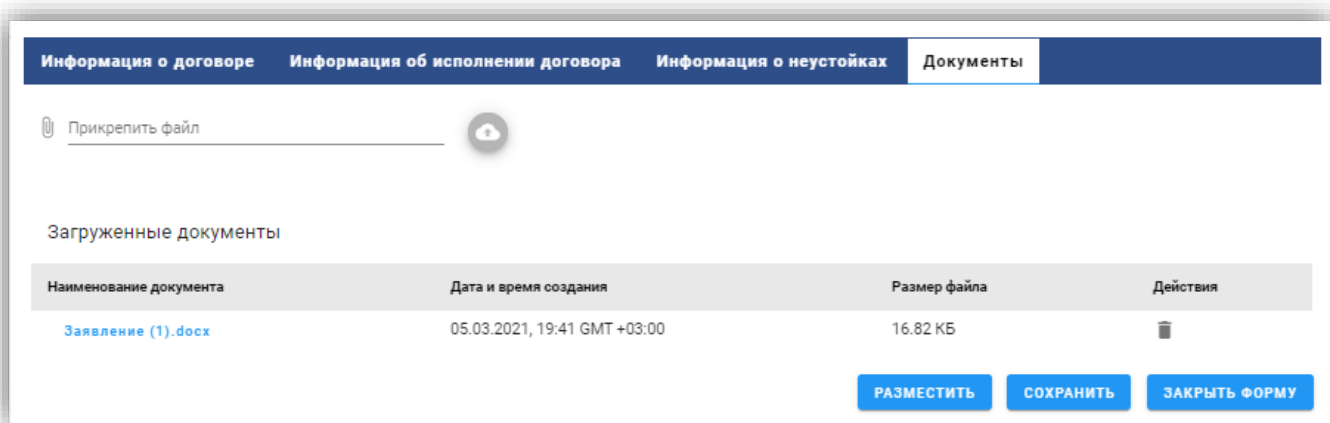 Информация о договоре Информация об исполнении договора Информация о неустойках Документы
Прикрепить файл
Загруженные документы
Наименование документа Дата и время создания Размер файла Действия
Заявление (1).docx 05.03.2021, 19:41 GMT +03:00 16.82 КБ
РАЗМЕСТИТЬ СОХРАНИТЬ ЗАКРЫТЬ ФОРМУ